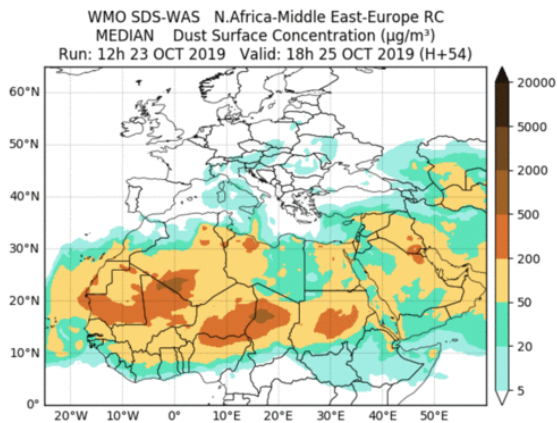 WMO SDS-WAS N.Africa-Middle East-Europe RC
MEDIAN Dust Surface Concentration (µg/m³)
Run: 12h 23 OCT 2019 Valid: 18h 25 OCT 2019 (H+54)
60°N
50°N
40°N
30°N
20°N
10°N
0°
20°W
10°W
0°
10°E
20°E
30°E
40°E
50°E
20000
5000
2000
500
200
50
20
5